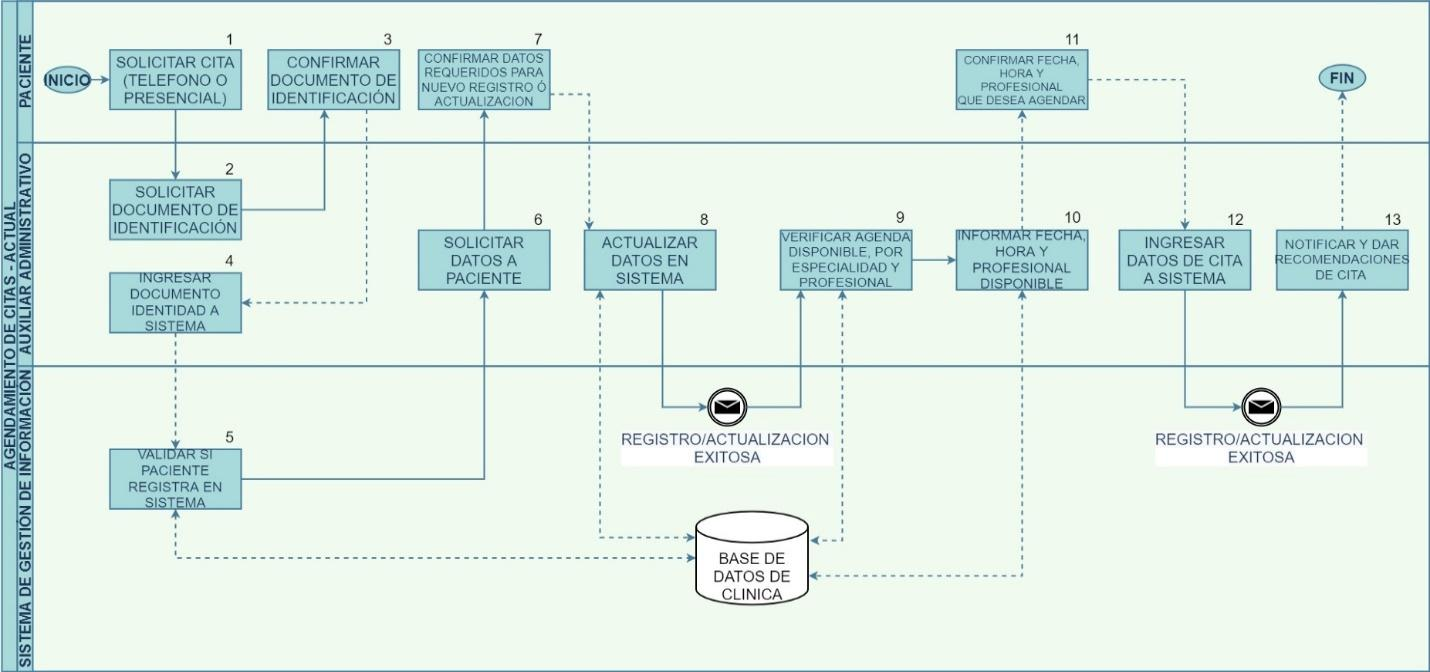 AGENDAMIENTO DE CITAS - ACTUAL
PACIENTE
INICIO
1
SOLICITAR CITA
(TELEFONO O
PRESENCIAL)
3
CONFIRMAR
DOCUMENTO DE
IDENTIFICACIÓN
7
CONFIRMAR DATOS
REQUERIDOS PARA
NUEVO REGISTRO Ó
ACTUALIZACION
11
CONFIRMAR FECHA,
HORA Y
PROFESIONAL
QUE DESEA AGENDAR
FIN
AUXILIAR ADMINISTRATIVO
2
SOLICITAR
DOCUMENTO DE
IDENTIFICACIÓN
4
INGRESAR
DOCUMENTO
IDENTIDAD A
SISTEMA
6
SOLICITAR
DATOS A
PACIENTE
8
ACTUALIZAR
DATOS EN
SISTEMA
9
VERIFICAR AGENDA
DISPONIBLE, POR
ESPECIALIDAD Y
PROFESIONAL
10
INFORMAR FECHA,
HORA Y
PROFESIONAL
DISPONIBLE
12
INGRESAR
DATOS DE CITA
A SISTEMA
13
NOTIFICAR Y DAR
RECOMENDACIONES
DE CITA
SISTEMA DE GESTIÓN DE INFORMACIÓN
5
VALIDAR SI
PACIENTE
REGISTRA EN
SISTEMA
REGISTRO/ACTUALIZACION
EXITOSA
REGISTRO/ACTUALIZACION
EXITOSA
BASE DE
DATOS DE
CLINICA